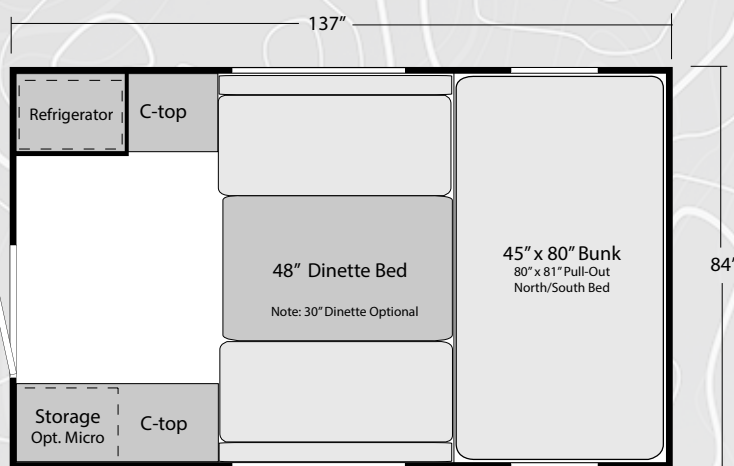 137”
Refrigerator
C-top
48” Dinette Bed
Note: 30” Dinette Optional
45” x 80” Bunk
80” x 81” Pull-Out
North/South Bed
84”
Storage
Opt. Micro
C-top